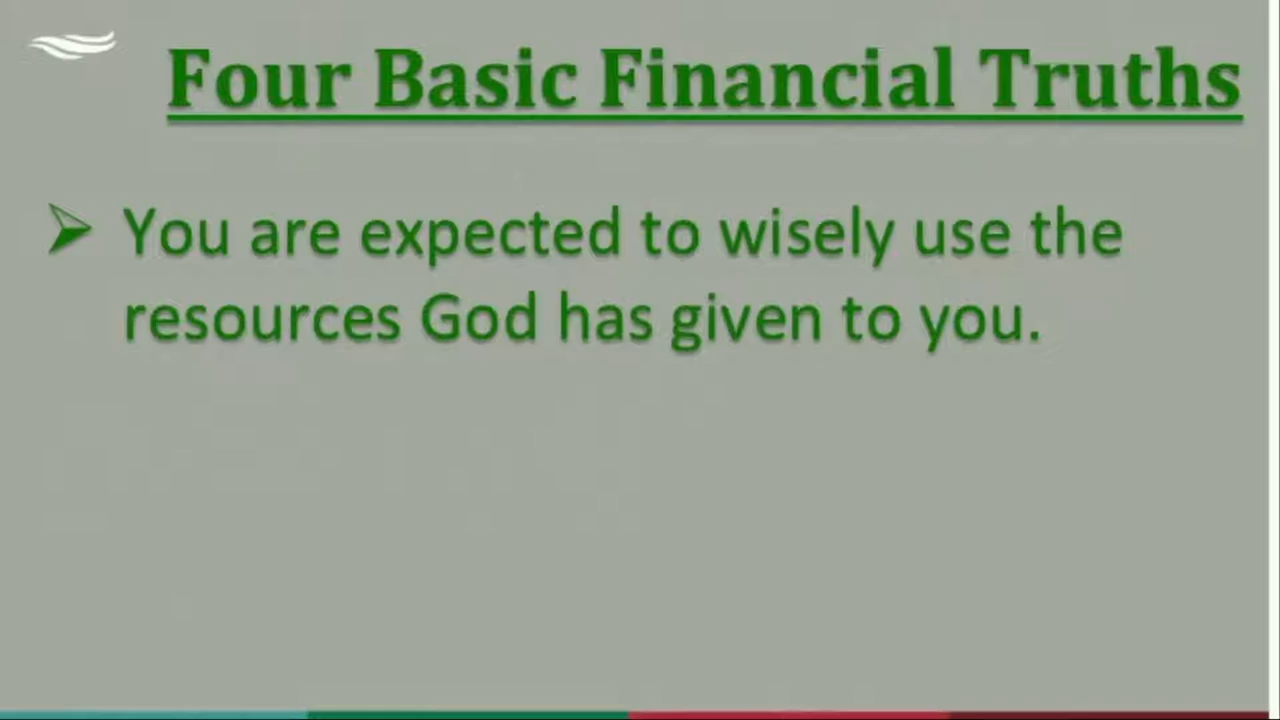 Four Basic Financial Truths
You are expected to wisely use the
resources God has given to you.